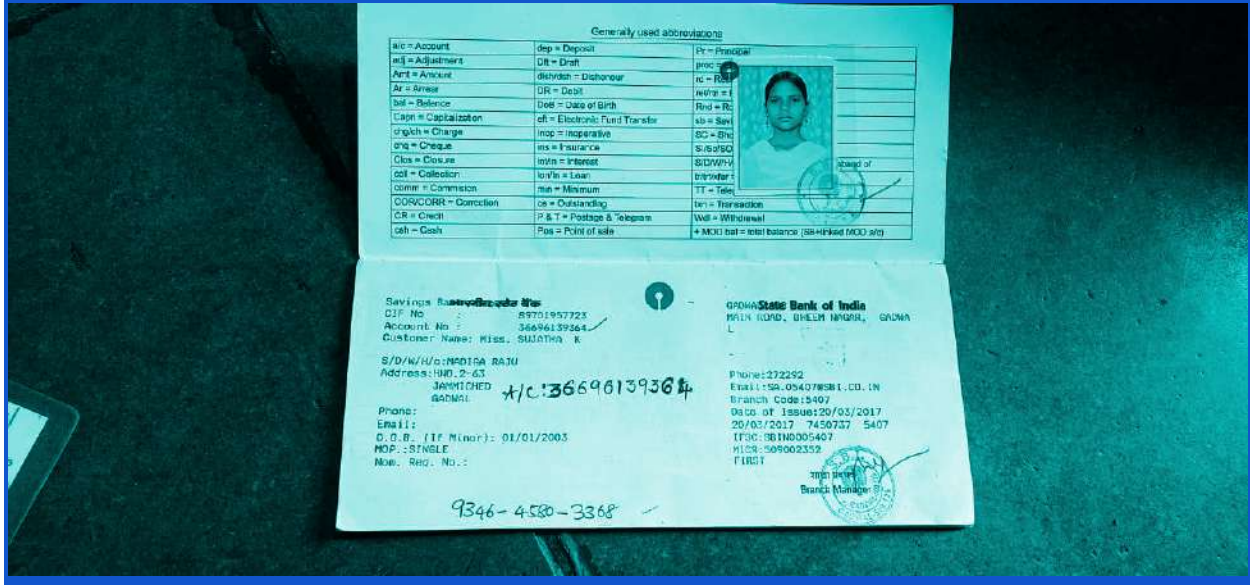 Generally used abbreviations
a/c = Account dep = Deposit Pr = Principal
adj = Adjustment Dft = Draft proc =
Amt = Amount dish/dsh = Dishonour
Ar = Arrear DR = Debit
bal = Balance DoB = Date of Birth
Capn = Capitalization eft = Electronic Fund Transfer
chg/ch = Charge Inop = Inoperative
chq = Cheque ins = Insurance
Clos = Closure int/in = Interest
coll = Collection lon/ln = Loan
comm = Commision min = Minimum TT =
COR/CORR = Correction os = Outstanding txn = Transaction
CR = Credit P & T = Postage & Telegram Wdl = Withdrawal
csh = Cash Pos = Point of sale + MOD bal = total balance (SB+linked MOD a/c)
Savings
CIF No : 89701957723
Account No : 36696139364
Customer Name: Miss. SUJATHA K
S/D/W/H/o:MADIGA RAJU
Address:HNO.2-63
JAMMICHED
GADWAL
A/C:36696139364
Phone:
Email:
D.O.B. (If Minor): 01/01/2003
MOP.:SINGLE
Nom. Reg. No.:
9346-4580-3368
State Bank of India
MAIN ROAD, BHEEM NAGAR, GADWA
L
Phone:272292
Email:SA.05407@SBI.CO.IN
Branch Code:5407
Date of Issue:20/03/2017
20/03/2017 7450737 5407
IFSC:SBIN0005407
MICR:509002352
FIRST
Branch Manager